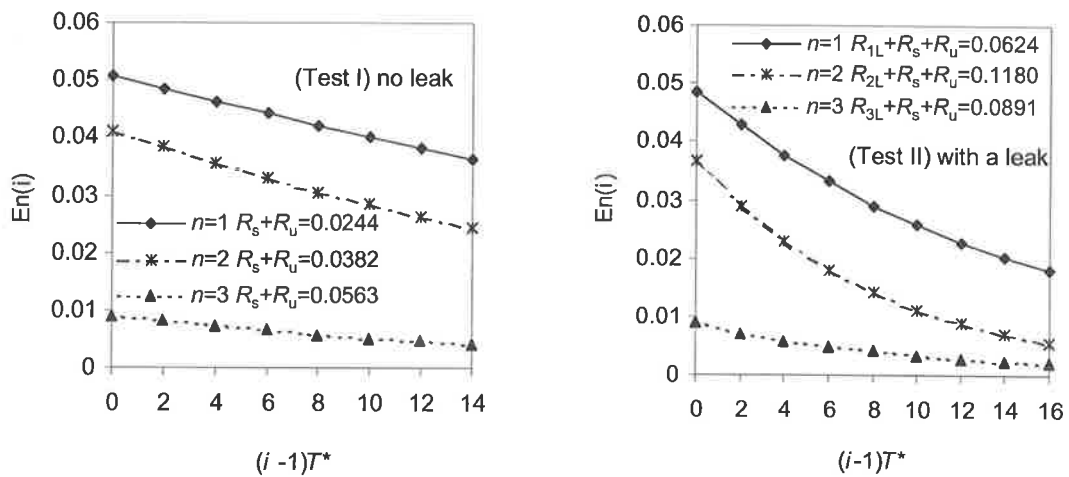 0.06
0.05
0.04
0.03
0.02
0.01
0
En(i)
(Test I) no leak
n=1 Rs+Ru=0.0244
n=2 Rs+Ru=0.0382
n=3 Rs+Ru=0.0563
0 2 4 6 8 10 12 14
(i -1)T*
0.06
0.05
0.04
0.03
0.02
0.01
0
En(i)
n=1 R1L+Rs+Ru=0.0624
n=2 R2L+Rs+Ru=0.1180
n=3 R3L+Rs+Ru=0.0891
(Test II) with a leak
0 2 4 6 8 10 12 14 16
(i-1)T*